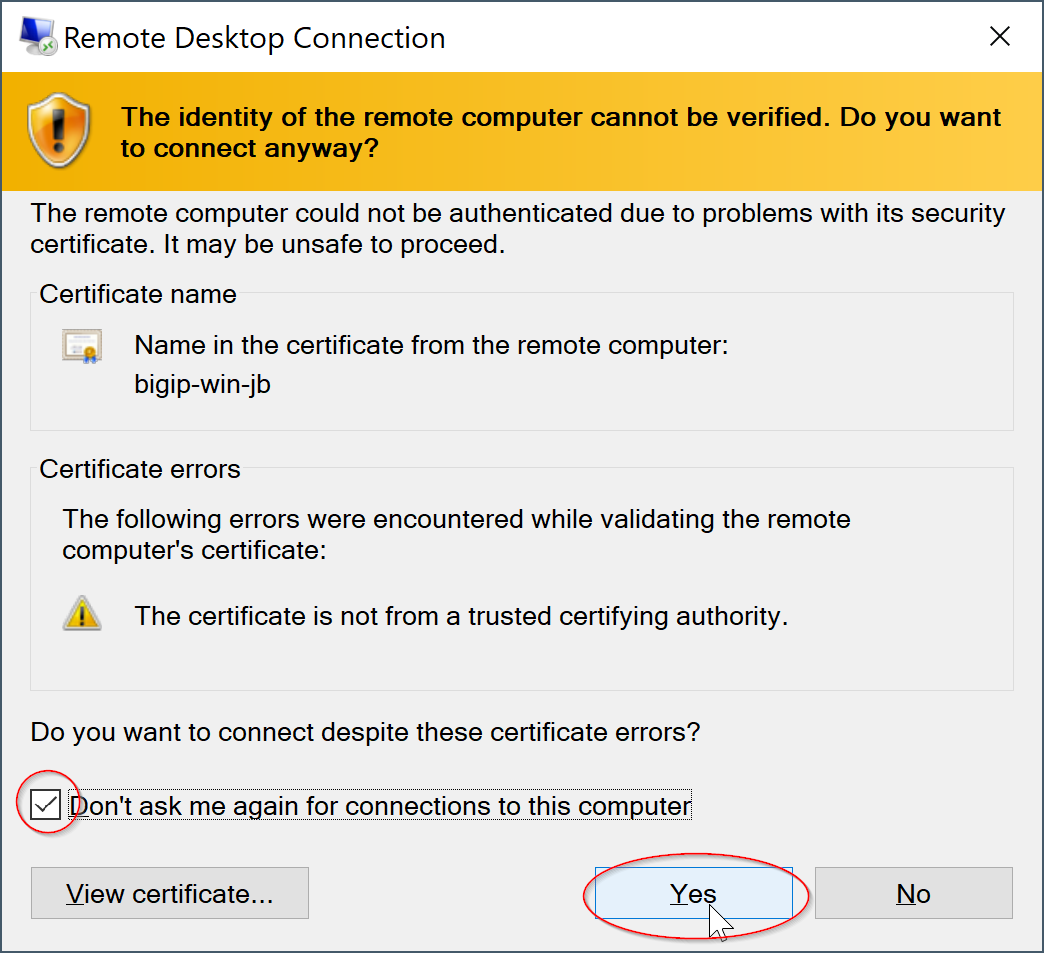 Remote Desktop Connection
The identity of the remote computer cannot be verified. Do you want
to connect anyway?
The remote computer could not be authenticated due to problems with its security
certificate. It may be unsafe to proceed.
Certificate name
Name in the certificate from the remote computer:
bigip-win-jb
Certificate errors
The following errors were encountered while validating the remote
computer's certificate:
The certificate is not from a trusted certifying authority.
Do you want to connect despite these certificate errors?
Don't ask me again for connections to this computer
View certificate...
Yes
No